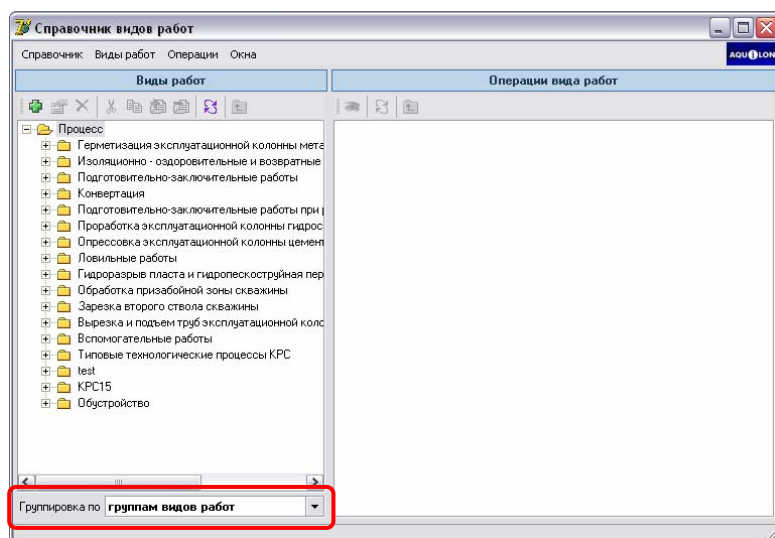 Справочник видов работ
Справочник Виды работ Операции Окна
AQUILON
Виды работ
Операции вида работ
Процесс
Герметизация эксплуатационной колонны мета
Изоляционно - оздоровительные и возвратные
Подготовительно-заключительные работы
Конвертация
Подготовительно-заключительные работы при р
Проработка эксплуатационной колонны гидрос
Опрессовка эксплуатационной колонны цемент
Ловильные работы
Гидроразрыв пласта и гидропескоструйная пер
Обработка призабойной зоны скважины
Зарезка второго ствола скважины
Вырезка и подъем труб эксплуатационной коло
Вспомогательные работы
Типовые технологические процессы КРС
test
КРС15
Обустройство
Группировка по группам видов работ